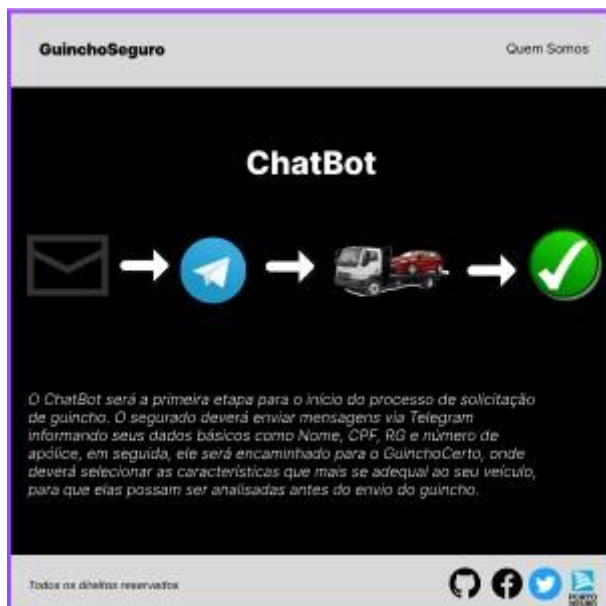 GuinchoSeguro
Quem Somos
ChatBot
O ChatBot será a primeira etapa para o início do processo de solicitação
de guincho. O segurado deverá enviar mensagens via Telegram
informando seus dados básicos como Nome, CPF, RG e número de
apólice, em seguida, ele será encaminhado para o GuinchoCerto, onde
deverá selecionar as características que mais se adequal ao seu veículo,
para que elas possam ser analisadas antes do envio do guincho.
Todos os direitos reservados
PORTO
SEGURO